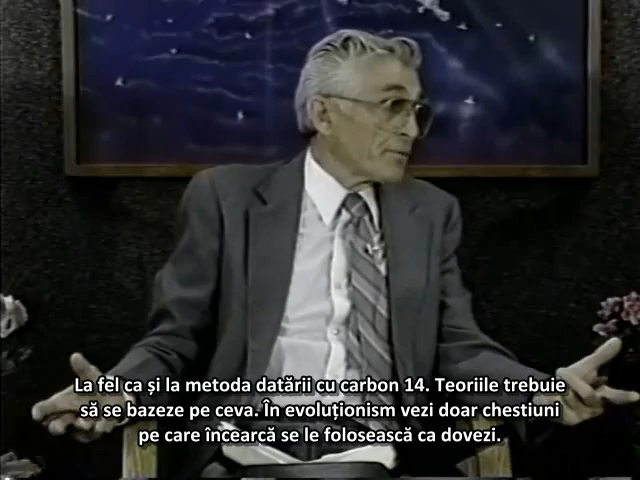 La fel ca și la metoda datării cu carbon 14. Teoriile trebuie
să se bazeze pe ceva. În evoluționism vezi doar chestiuni
pe care încearcă se le folosească ca dovezi.